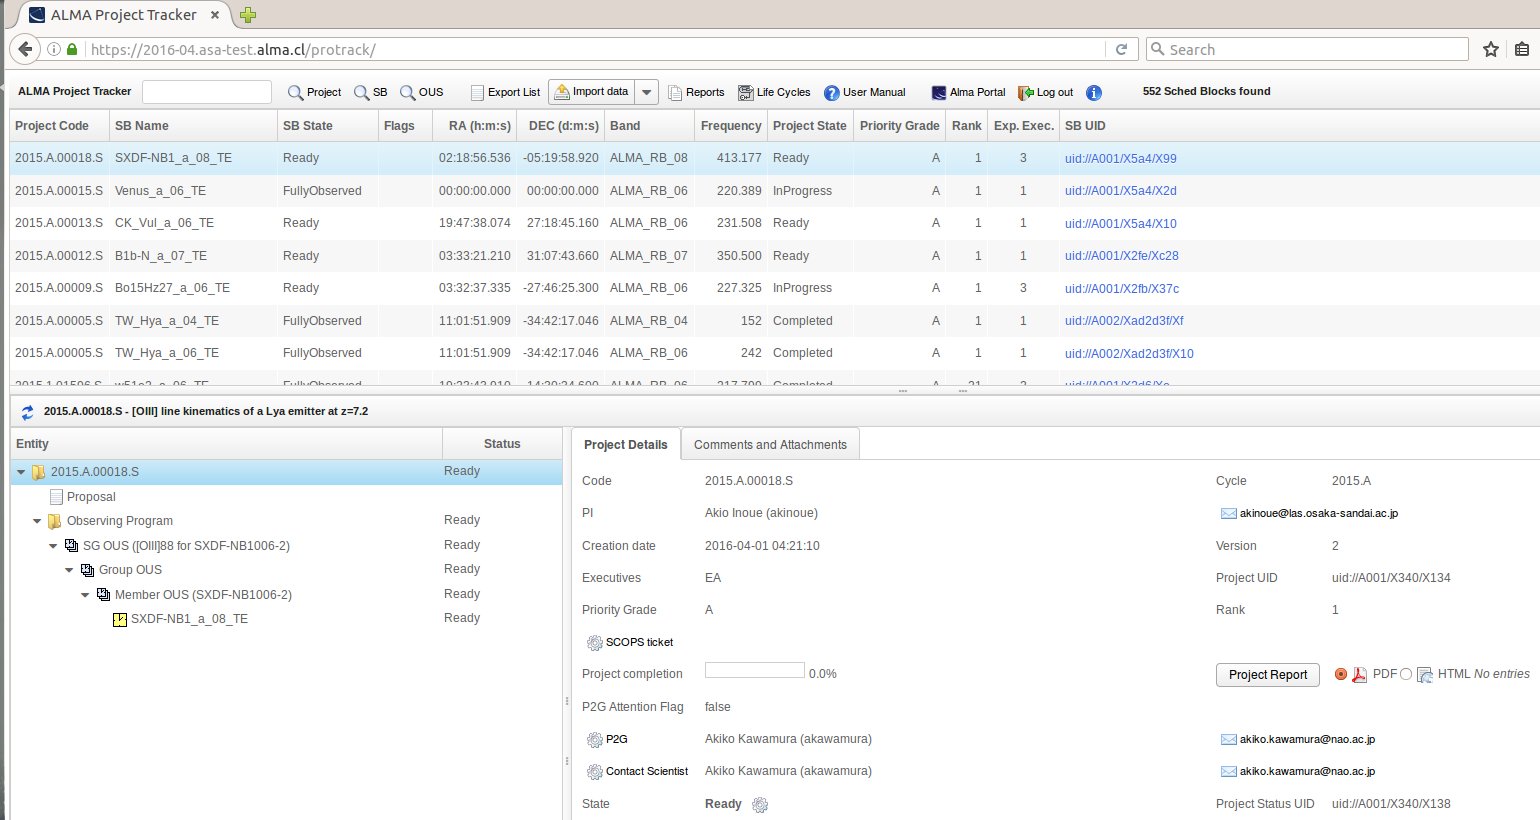 ALMA Project Tracker
https://2016-04.asa-test.alma.cl/protrack/
Search
ALMA Project Tracker Project SB OUS Export List Import data Reports Life Cycles User Manual Alma Portal Log out 552 Sched Blocks found
Project Code SB Name SB State Flags RA (h:m:s) DEC (d:m:s) Band Frequency Project State Priority Grade Rank Exp. Exec. SB UID
2015.A.00018.S SXDF-NB1_a_08_TE Ready 02:18:56.536 -05:19:58.920 ALMA_RB_08 413.177 Ready A 1 3 uid://A001/X5a4/X99
2015.A.00015.S Venus_a_06_TE FullyObserved 00:00:00.000 00:00:00.000 ALMA_RB_06 220.389 InProgress A 1 1 uid://A001/X5a4/X2d
2015.A.00013.S CK_Vul_a_06_TE Ready 19:47:38.074 27:18:45.160 ALMA_RB_06 231.508 Ready A 1 1 uid://A001/X5a4/X10
2015.A.00012.S B1b-N_a_07_TE Ready 03:33:21.210 31:07:43.660 ALMA_RB_07 350.500 Ready A 1 1 uid://A001/X2fe/Xc28
2015.A.00009.S Bo15Hz27_a_06_TE Ready 03:32:37.335 -27:46:25.300 ALMA_RB_06 227.325 InProgress A 1 3 uid://A001/X2fb/X37c
2015.A.00005.S TW_Hya_a_04_TE FullyObserved 11:01:51.909 -34:42:17.046 ALMA_RB_04 152 Completed A 1 1 uid://A002/Xad2d3f/Xf
2015.A.00005.S TW_Hya_a_06_TE FullyObserved 11:01:51.909 -34:42:17.046 ALMA_RB_06 242 Completed A 1 1 uid://A002/Xad2d3f/X10
FullyObserved ALMA_RB_06 Completed A
2015.A.00018.S - [OIII] line kinematics of a Lya emitter at z=7.2
Entity Status
2015.A.00018.S Ready
Proposal
Observing Program Ready
SG OUS ([OIII]88 for SXDF-NB1006-2) Ready
Group OUS Ready
Member OUS (SXDF-NB1006-2) Ready
SXDF-NB1_a_08_TE Ready
Project Details Comments and Attachments
Code 2015.A.00018.S Cycle 2015.A
PI Akio Inoue (akinoue) akinoue@las.osaka-sandai.ac.jp
Creation date 2016-04-01 04:21:10 Version 2
Executives EA Project UID uid://A001/X340/X134
Priority Grade A Rank 1
SCOPS ticket
Project completion 0.0% Project Report PDF HTML No entries
P2G Attention Flag false
P2G Akiko Kawamura (akawamura) akiko.kawamura@nao.ac.jp
Contact Scientist Akiko Kawamura (akawamura) akiko.kawamura@nao.ac.jp
State Ready Project Status UID uid://A001/X340/X138